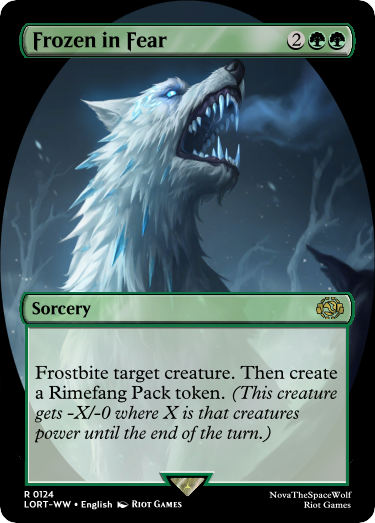 Frozen in Fear 2
Sorcery
Frostbite target creature. Then create
a Rimefang Pack token. (This creature
gets -X/-0 where X is that creatures
power until the end of the turn.)
R 0124
LORT-WW • English Riot Games
NovaTheSpaceWolf
Riot Games